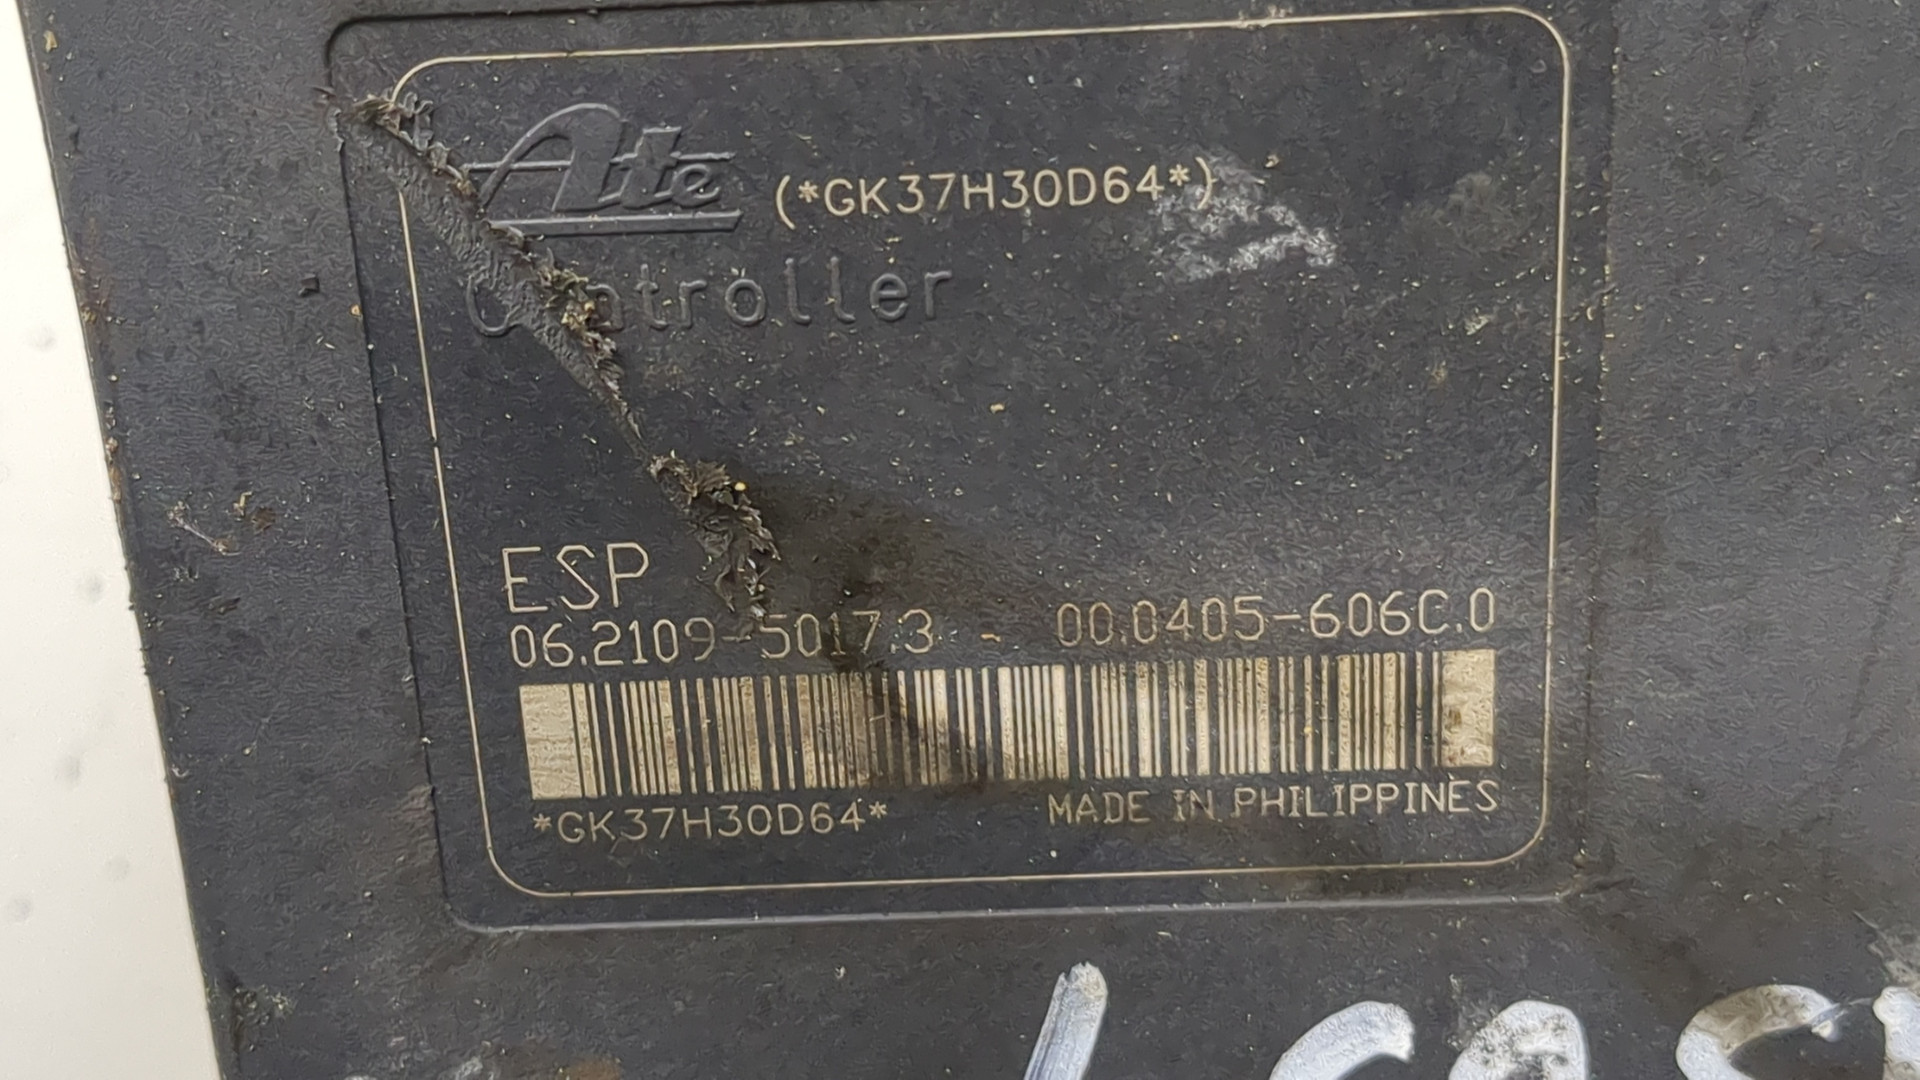 Ate (*GK37H30D64*)
Controller
ESP
06.2109-5017.3 - 00.0405-606C.0
*GK37H30D64* MADE IN PHILIPPINES